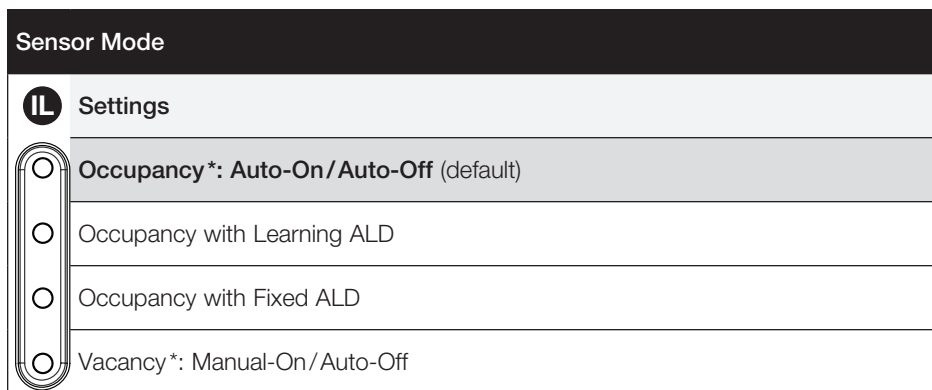 Sensor Mode
IL Settings
Occupancy*: Auto-On/Auto-Off (default)
Occupancy with Learning ALD
Occupancy with Fixed ALD
Vacancy*: Manual-On/Auto-Off